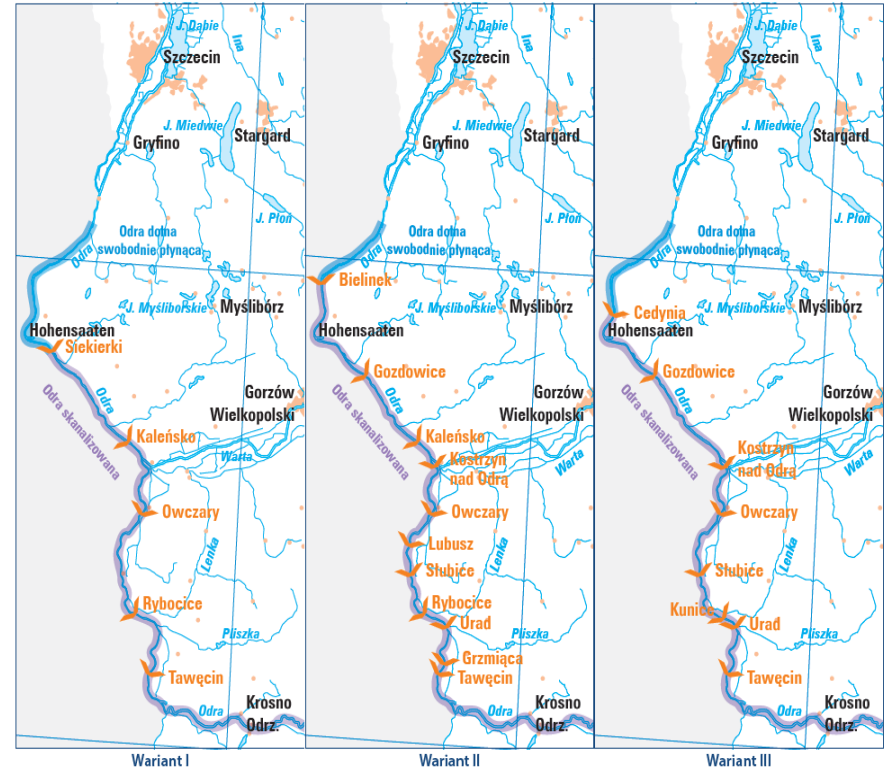 J. Dąbie
Ina
Szczecin
J. Miedwie
Stargard
Gryfino
J. Płoń
Odra dolna
swobodnie płynąca
Odra
J. Myśliborskie
Myślibórz
Hohensaaten
Siekierki
Odra
Odra skanalizowana
Gorzów
Wielkopolski
Kaleńsko
Warta
Owczary
Lenka
Rybocice
Pliszka
Tawęcin
Krosno
Odrz.
Odra
Wariant I
J. Dąbie
Ina
Szczecin
J. Miedwie
Stargard
Gryfino
J. Płoń
Odra dolna
swobodnie płynąca
Odra
Bielinek
J. Myśliborskie
Myślibórz
Hohensaaten
Gozdowice
Odra
Odra skanalizowana
Gorzów
Wielkopolski
Kaleńsko
Kostrzyn
nad Odrą
Warta
Owczary
Lubusz
Lenka
Słubice
Rybocice
Urad
Pliszka
Grzmiąca
Tawęcin
Krosno
Odrz.
Odra
Wariant II
J. Dąbie
Ina
Szczecin
J. Miedwie
Stargard
Gryfino
J. Płoń
Odra dolna
swobodnie płynąca
Odra
Cedynia
J. Myśliborskie
Myślibórz
Hohensaaten
Gozdowice
Odra
Odra skanalizowana
Gorzów
Wielkopolski
Kostrzyn
nad Odrą
Warta
Owczary
Lenka
Słubice
Kunice
Urad
Pliszka
Tawęcin
Krosno
Odrz.
Odra
Wariant III